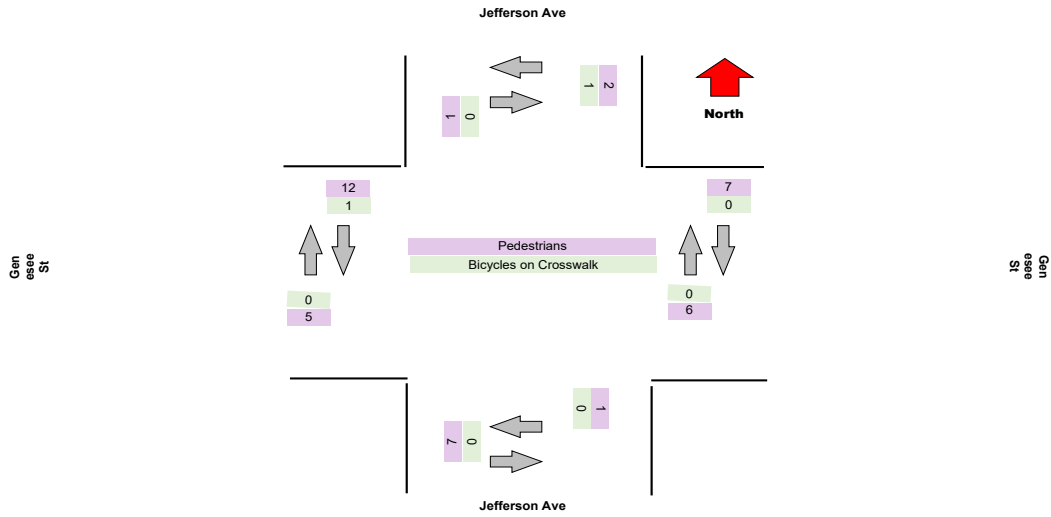 Jefferson Ave
1
2
1
0
North
12
1
7
0
Pedestrians
Bicycles on Crosswalk
Gen
esee
St
Gen
esee
St
0
5
0
6
0
1
7
0
Jefferson Ave